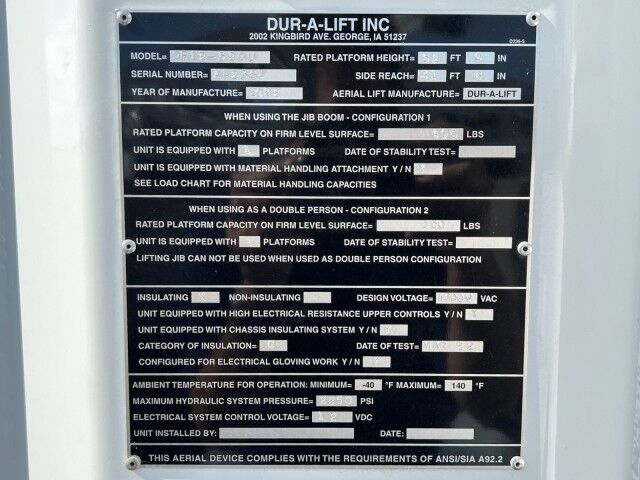 DUR-A-LIFT INC
2002 KINGBIRD AVE. GEORGE, IA 51237
D236-5
MODEL= RATED PLATFORM HEIGHT= FT IN
SERIAL NUMBER= SIDE REACH= FT IN
YEAR OF MANUFACTURE= AERIAL LIFT MANUFACTURE= DUR-A-LIFT
WHEN USING THE JIB BOOM - CONFIGURATION 1
RATED PLATFORM CAPACITY ON FIRM LEVEL SURFACE= 400 LBS
UNIT IS EQUIPPED WITH PLATFORMS DATE OF STABILITY TEST=
UNIT IS EQUIPPED WITH MATERIAL HANDLING ATTACHMENT Y / N
SEE LOAD CHART FOR MATERIAL HANDLING CAPACITIES
WHEN USING AS A DOUBLE PERSON - CONFIGURATION 2
RATED PLATFORM CAPACITY ON FIRM LEVEL SURFACE= LBS
UNIT IS EQUIPPED WITH PLATFORMS DATE OF STABILITY TEST=
LIFTING JIB CAN NOT BE USED WHEN USED AS DOUBLE PERSON CONFIGURATION
INSULATING X NON-INSULATING DESIGN VOLTAGE= VAC
UNIT EQUIPPED WITH HIGH ELECTRICAL RESISTANCE UPPER CONTROLS Y / N Y
UNIT EQUIPPED WITH CHASSIS INSULATING SYSTEM Y / N Y
CATEGORY OF INSULATION= C DATE OF TEST= MAR 22
CONFIGURED FOR ELECTRICAL GLOVING WORK Y / N
AMBIENT TEMPERATURE FOR OPERATION: MINIMUM= -40 °F MAXIMUM= 140 °F
MAXIMUM HYDRAULIC SYSTEM PRESSURE= 2250 PSI
ELECTRICAL SYSTEM CONTROL VOLTAGE= 12 VDC
UNIT INSTALLED BY: DATE:
THIS AERIAL DEVICE COMPLIES WITH THE REQUIREMENTS OF ANSI/SIA A92.2